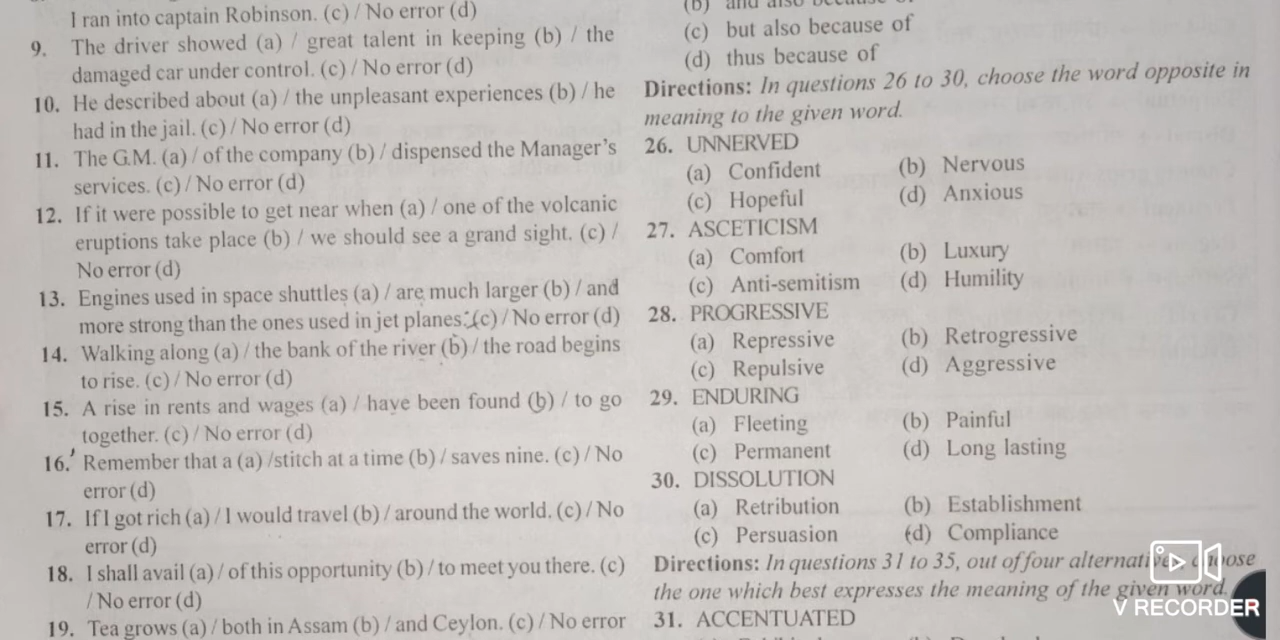 I ran into captain Robinson. (c) / No error (d)
9. The driver showed (a) / great talent in keeping (b) / the
damaged car under control. (c) / No error (d)
10. He described about (a) / the unpleasant experiences (b) / he
had in the jail. (c) / No error (d)
11. The G.M. (a) / of the company (b) / dispensed the Manager's
services. (c) / No error (d)
12. If it were possible to get near when (a) / one of the volcanic
eruptions take place (b) / we should see a grand sight. (c) /
No error (d)
13. Engines used in space shuttles (a) / are much larger (b) / and
more strong than the ones used in jet planes. (c) / No error (d)
14. Walking along (a) / the bank of the river (b) / the road begins
to rise. (c) / No error (d)
15. A rise in rents and wages (a) / have been found (b) / to go
together. (c) / No error (d)
16. Remember that a (a) /stitch at a time (b) / saves nine. (c) / No
error (d)
17. If I got rich (a) / I would travel (b) / around the world. (c) / No
error (d)
18. I shall avail (a) / of this opportunity (b) / to meet you there. (c)
/ No error (d)
19. Tea grows (a) / both in Assam (b) / and Ceylon. (c) / No error
(b) and also because of
(c) but also because of
(d) thus because of
Directions: In questions 26 to 30, choose the word opposite in
meaning to the given word.
26. UNNERVED
(a) Confident (b) Nervous
(c) Hopeful (d) Anxious
27. ASCETICISM
(a) Comfort (b) Luxury
(c) Anti-semitism (d) Humility
28. PROGRESSIVE
(a) Repressive (b) Retrogressive
(c) Repulsive (d) Aggressive
29. ENDURING
(a) Fleeting (b) Painful
(c) Permanent (d) Long lasting
30. DISSOLUTION
(a) Retribution (b) Establishment
(c) Persuasion (d) Compliance
Directions: In questions 31 to 35, out of four alternatives choose
the one which best expresses the meaning of the given word.
31. ACCENTUATED
V RECORDER